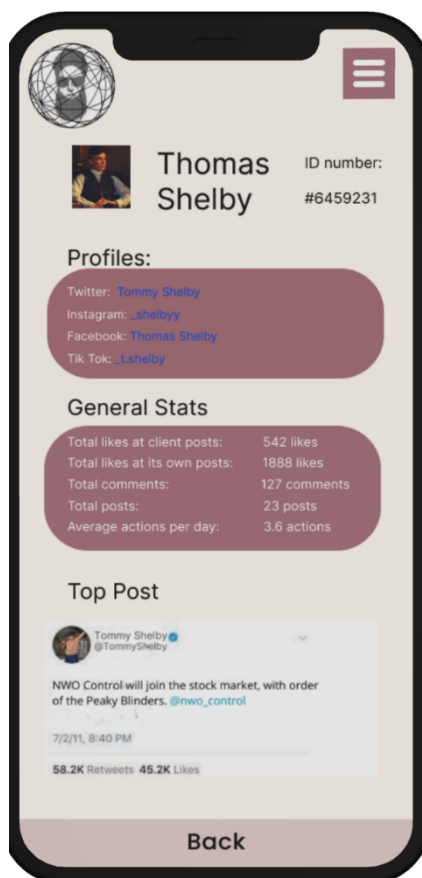 Thomas
Shelby
ID number:
#6459231
Profiles:
Twitter: Tommy Shelby
Instagram: _shelbyy
Facebook: Thomas Shelby
Tik Tok: _t.shelby
General Stats
Total likes at client posts: 542 likes
Total likes at its own posts: 1888 likes
Total comments: 127 comments
Total posts: 23 posts
Average actions per day: 3.6 actions
Top Post
Tommy Shelby
@TommyShelby
NWO Control will join the stock market, with order
of the Peaky Blinders. @nwo_control
7/2/11, 8:40 PM
58.2K Retweets 45.2K Likes
Back